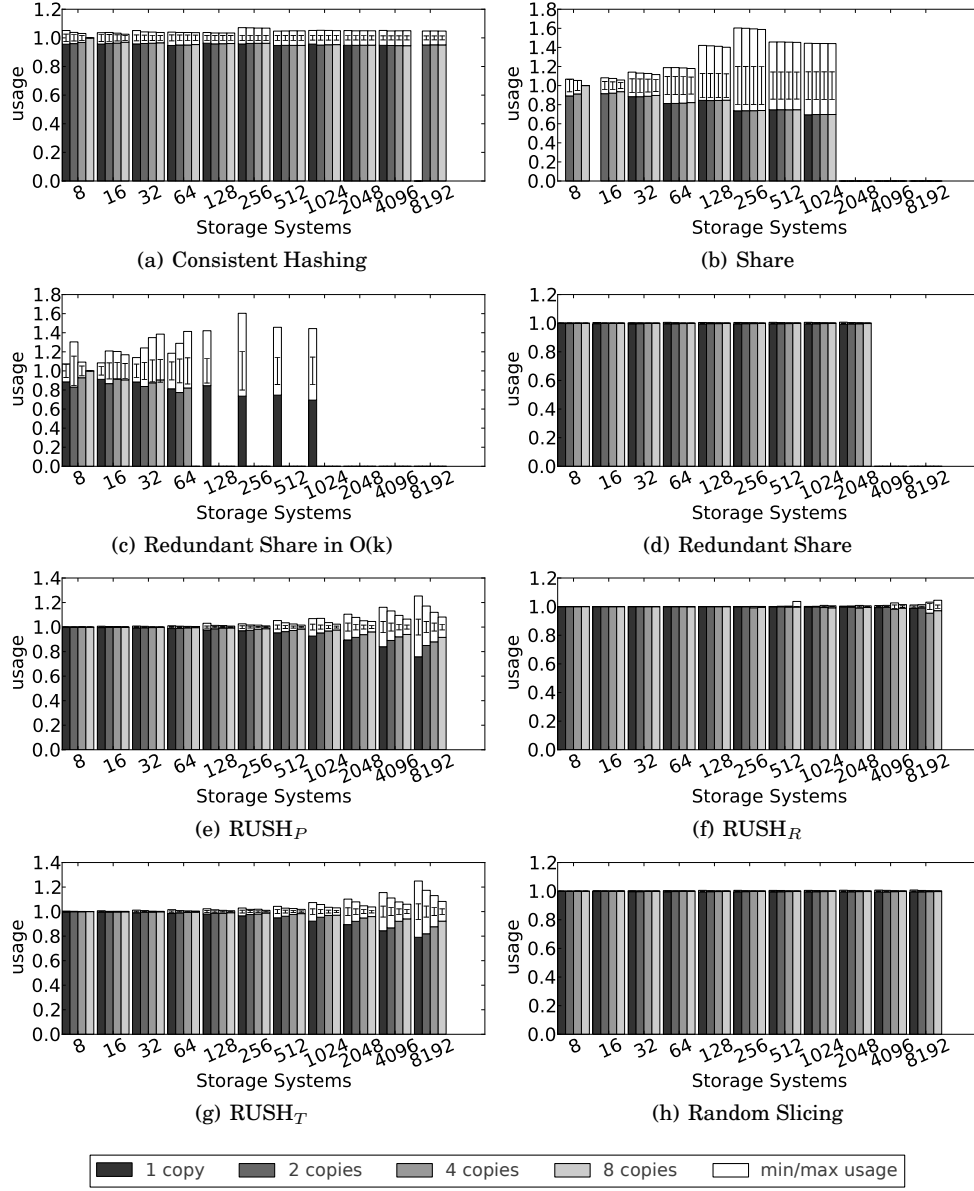 1.0
0.8
0.6
0.4
0.2
0.0
usage
8 16 32 64 128 256 512 1024 2048 4096 8192
Storage Systems
(a) Consistent Hashing
1.8
1.6
1.4
1.2
1.0
0.8
0.6
0.4
0.2
0.0
usage
8 16 32 64 128 256 512 1024 2048 4096 8192
Storage Systems
(b) Share
1.8
1.6
1.4
1.2
1.0
0.8
0.6
0.4
0.2
0.0
usage
8 16 32 64 128 256 512 1024 2048 4096 8192
Storage Systems
(c) Redundant Share in O(k)
1.2
1.0
0.8
0.6
0.4
0.2
0.0
usage
8 16 32 64 128 256 512 1024 2048 4096 8192
Storage Systems
(d) Redundant Share
1.4
1.2
1.0
0.8
0.6
0.4
0.2
0.0
usage
8 16 32 64 128 256 512 1024 2048 4096 8192
Storage Systems
(e) RUSH_P
1.2
1.0
0.8
0.6
0.4
0.2
0.0
usage
8 16 32 64 128 256 512 1024 2048 4096 8192
Storage Systems
(f) RUSH_R
1.4
1.2
1.0
0.8
0.6
0.4
0.2
0.0
usage
8 16 32 64 128 256 512 1024 2048 4096 8192
Storage Systems
(g) RUSH_T
1.2
1.0
0.8
0.6
0.4
0.2
0.0
usage
8 16 32 64 128 256 512 1024 2048 4096 8192
Storage Systems
(h) Random Slicing
1 copy 2 copies 4 copies 8 copies min/max usage